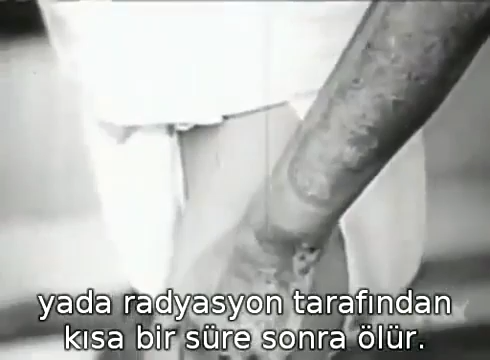 yada radyasyon tarafından
kısa bir süre sonra ölür.